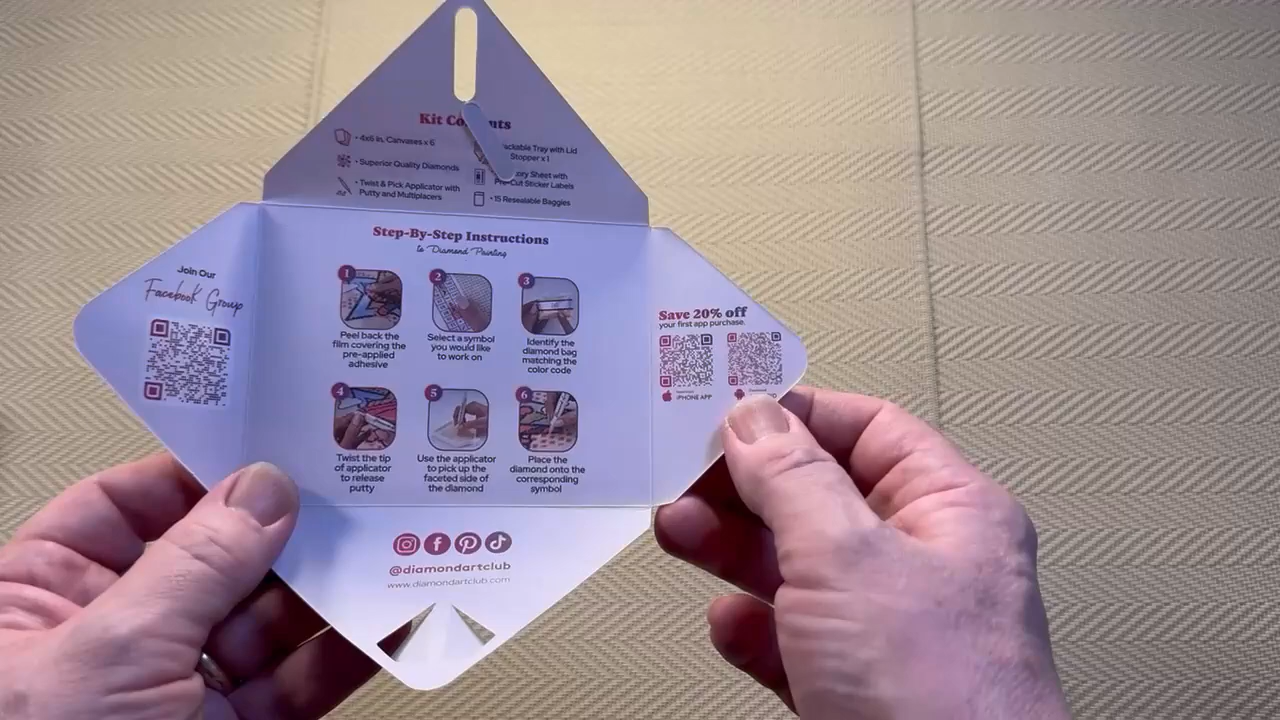 Kit Co
• 4x6 in. Canvases x 6
• Superior Quality Diamonds
• Twist & Pick Applicator with
Putty and Multiplacers
Tray with Lid
Stopper x 1
Sheet with
Sticker Labels
• 15 Resealable Baggies
Step-By-Step Instructions
to Diamond Painting
1
Peel back the
film covering the
pre-applied
adhesive
2
Select a symbol
you would like
to work on
3
Identify the
diamond bag
matching the
color code
4
Twist the tip
of applicator
to release
putty
5
Use the applicator
to pick up the
faceted side of
the diamond
6
Place the
diamond onto the
corresponding
symbol
Join Our
Facebook Group
Save 20% off
your first app purchase.
IPHONE APP
@diamondartclub
www.diamondartclub.com